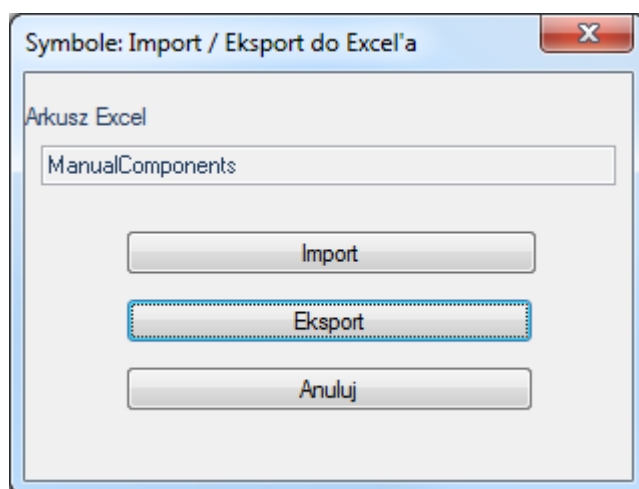 Symbole: Import / Eksport do Excel'a
Arkusz Excel
ManualComponents
Import
Eksport
Anuluj